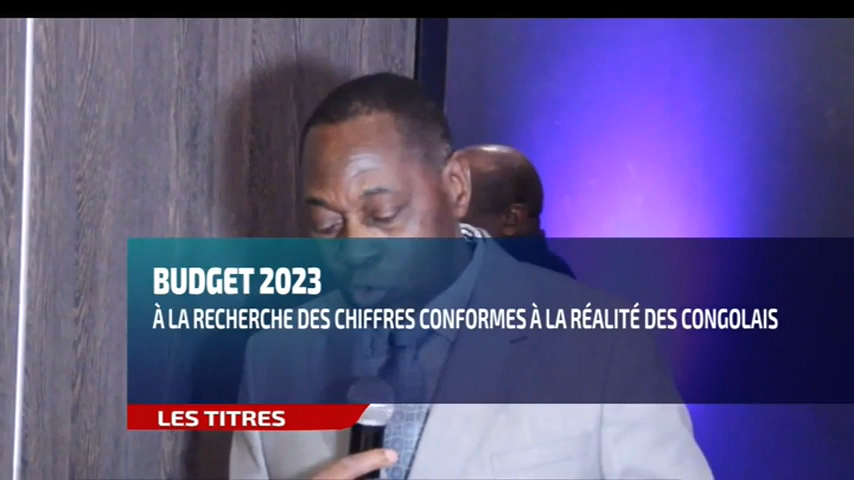 BUDGET 2023
À LA RECHERCHE DES CHIFFRES CONFORMES À LA RÉALITÉ DES CONGOLAIS
LES TITRES